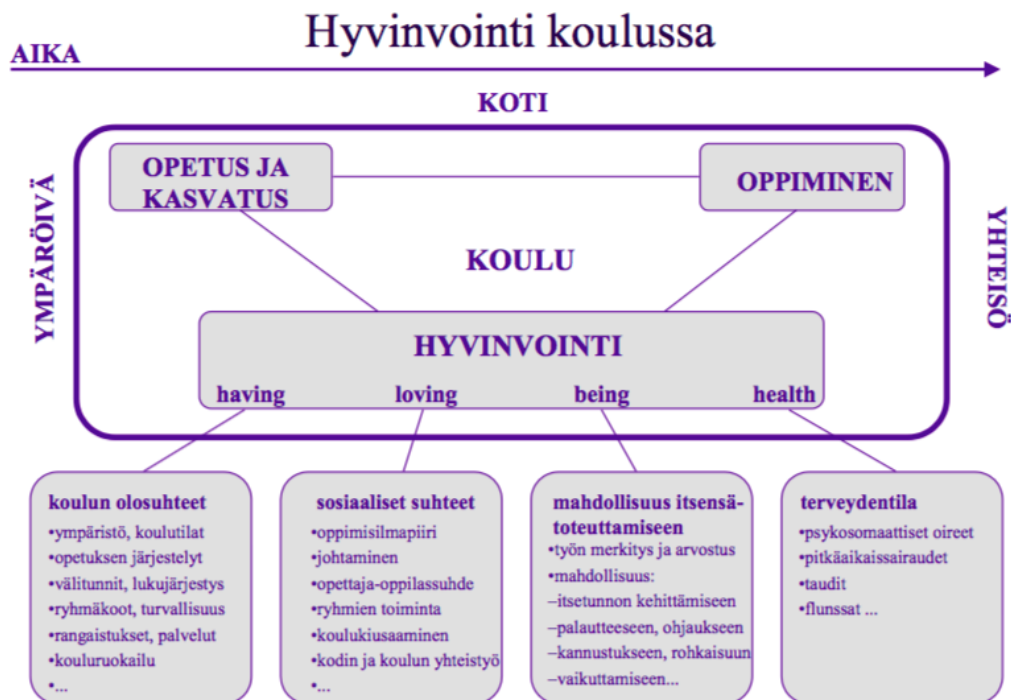 Hyvinvointi koulussa
AIKA
KOTI
YMPÄRÖIVÄ
YHTEISÖ
OPETUS JA
KASVATUS
OPPIMINEN
KOULU
HYVINVOINTI
having
loving
being
health
koulun olosuhteet
•ympäristö, koulutilat
•opetuksen järjestelyt
•välitunnit, lukujärjestys
•ryhmäkoot, turvallisuus
•rangaistukset, palvelut
•kouluruokailu
•...
sosiaaliset suhteet
•oppimisilmapiiri
•johtaminen
•opettaja-oppilassuhde
•ryhmien toiminta
•koulukiusaaminen
•kodin ja koulun yhteistyö
•...
mahdollisuus itsensä-
toteuttamiseen
•työn merkitys ja arvostus
•mahdollisuus:
–itsetunnon kehittämiseen
–palautteeseen, ohjaukseen
–kannustukseen, rohkaisuun
–vaikuttamiseen...
terveydentila
•psykosomaattiset oireet
•pitkäaikaissairaudet
•taudit
•flunssat ...